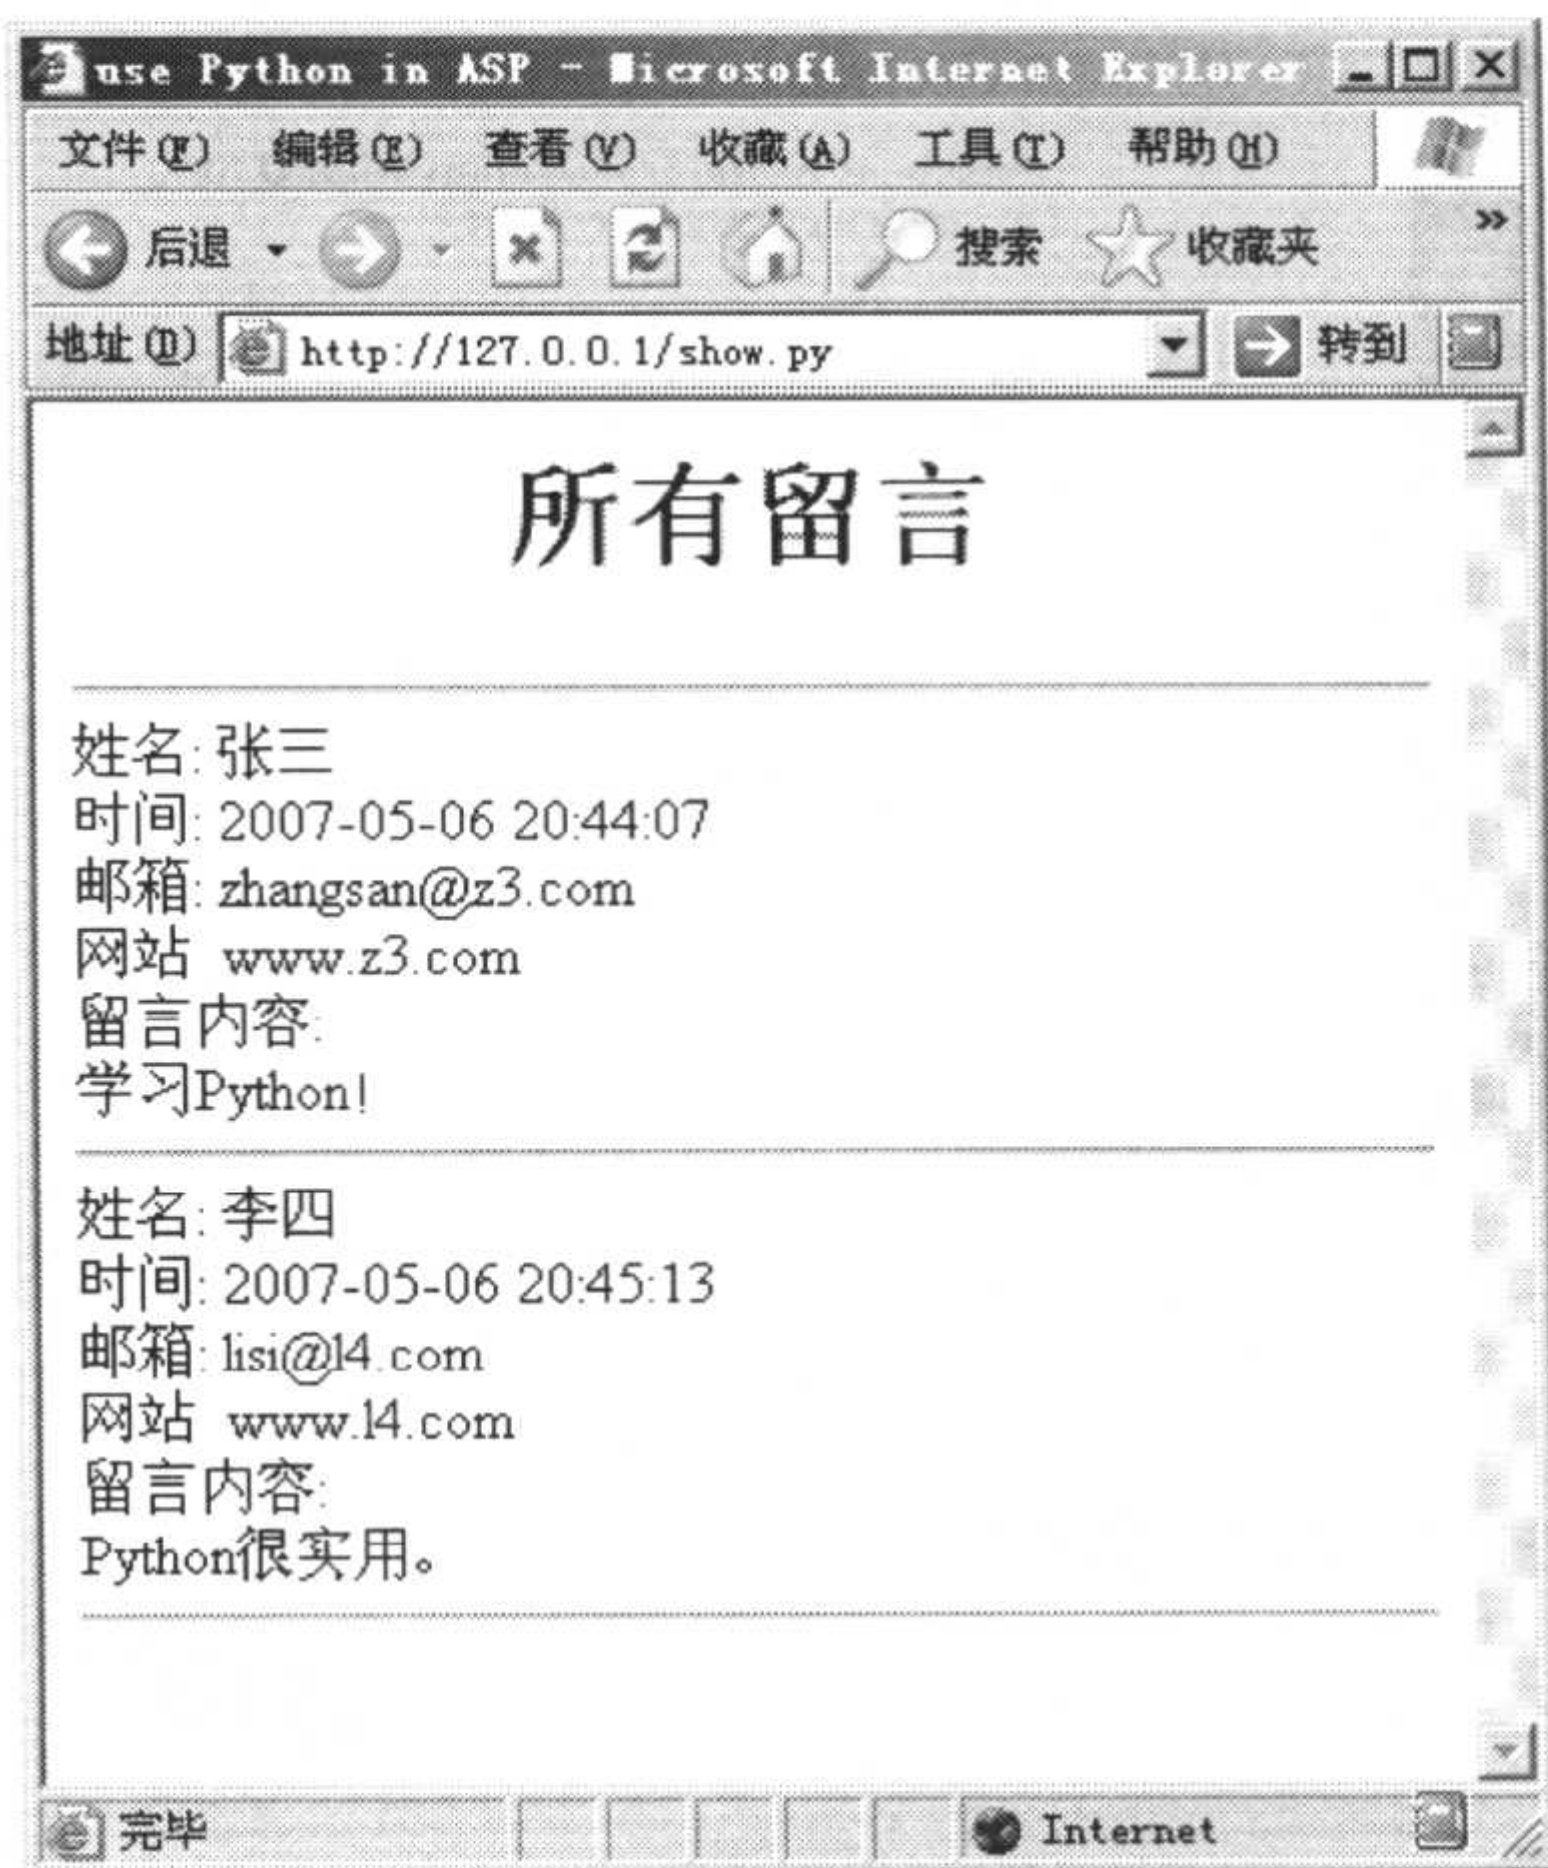 use Python in ASP - Microsoft Internet Explorer
文件(F) 编辑(E) 查看(V) 收藏(A) 工具(T) 帮助(H)
后退 搜索 收藏夹 »
地址(D) http://127.0.0.1/show.py 转到
所有留言
姓名: 张三
时间: 2007-05-06 20:44:07
邮箱: zhangsan@z3.com
网站 www.z3.com
留言内容:
学习Python!
姓名: 李四
时间: 2007-05-06 20:45:13
邮箱: lisi@l4.com
网站 www.l4.com
留言内容:
Python很实用。
完毕 Internet